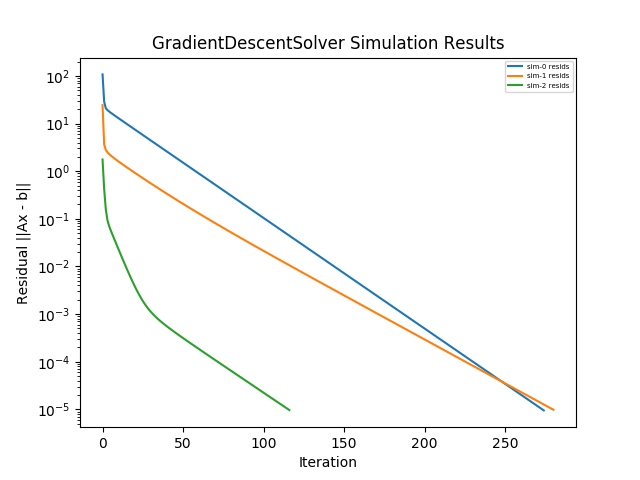 GradientDescentSolver Simulation Results
sim-0 resids
sim-1 resids
sim-2 resids
Residual ||Ax - b||
10²
10¹
10⁰
10⁻¹
10⁻²
10⁻³
10⁻⁴
10⁻⁵
0 50 100 150 200 250
Iteration